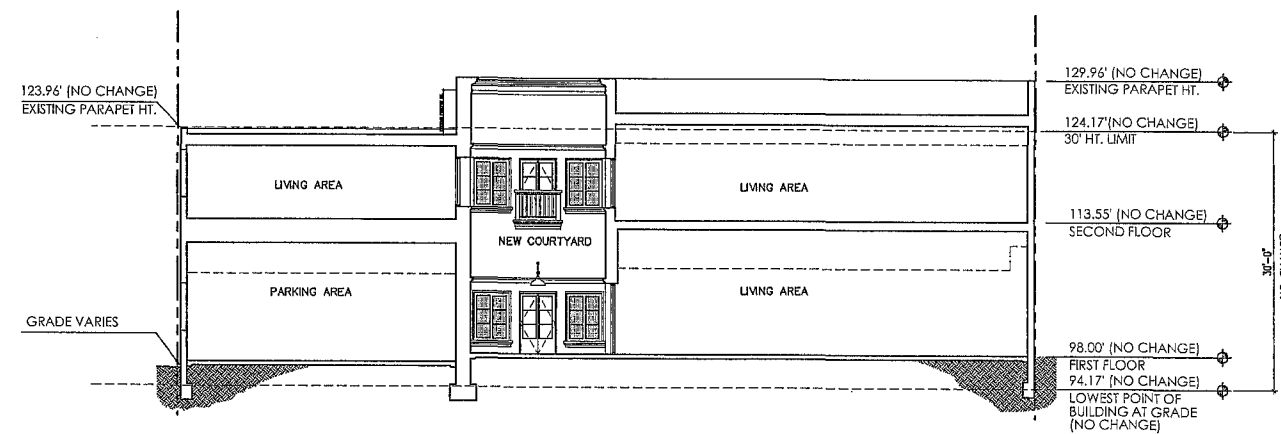 123.96' (NO CHANGE)
EXISTING PARAPET HT.
129.96' (NO CHANGE)
EXISTING PARAPET HT.
124.17' (NO CHANGE)
30' HT. LIMIT
LIVING AREA
LIVING AREA
113.55' (NO CHANGE)
SECOND FLOOR
NEW COURTYARD
30'-0"
PARKING AREA
LIVING AREA
GRADE VARIES
98.00' (NO CHANGE)
FIRST FLOOR
94.17' (NO CHANGE)
LOWEST POINT OF
BUILDING AT GRADE
(NO CHANGE)